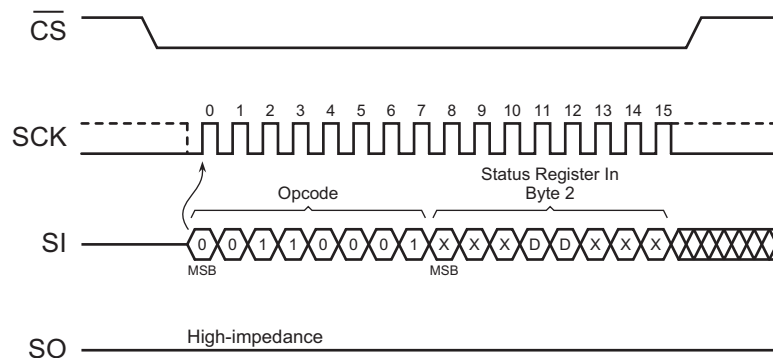 CS
0 1 2 3 4 5 6 7 8 9 10 11 12 13 14 15
SCK
Status Register In
Opcode Byte 2
SI 0 0 1 1 0 0 0 1 X X X D D X X X
MSB MSB
High-impedance
SO